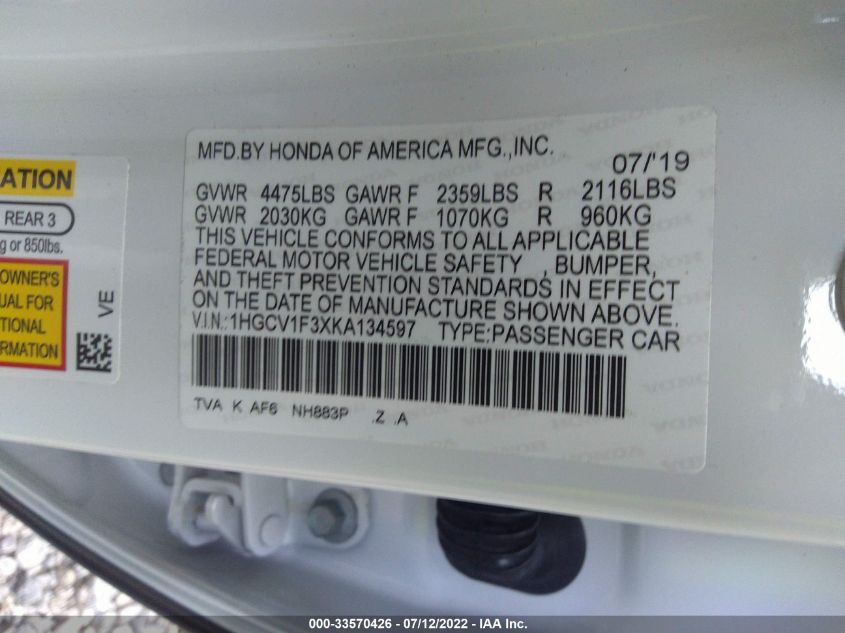 ATION
REAR 3
g or 850lbs.
OWNER'S
UAL FOR
TIONAL
RMATION
VE
MFD.BY HONDA OF AMERICA MFG.,INC.
07/'19
GVWR 4475LBS GAWR F 2359LBS R 2116LBS
GVWR 2030KG GAWR F 1070KG R 960KG
THIS VEHICLE CONFORMS TO ALL APPLICABLE
FEDERAL MOTOR VEHICLE SAFETY , BUMPER,
AND THEFT PREVENTION STANDARDS IN EFFECT
ON THE DATE OF MANUFACTURE SHOWN ABOVE.
V.I.N.:1HGCV1F3XKA134597 TYPE:PASSENGER CAR
TVA K AF6 NH883P .Z .A
000-33570426 - 07/12/2022 - IAA Inc.